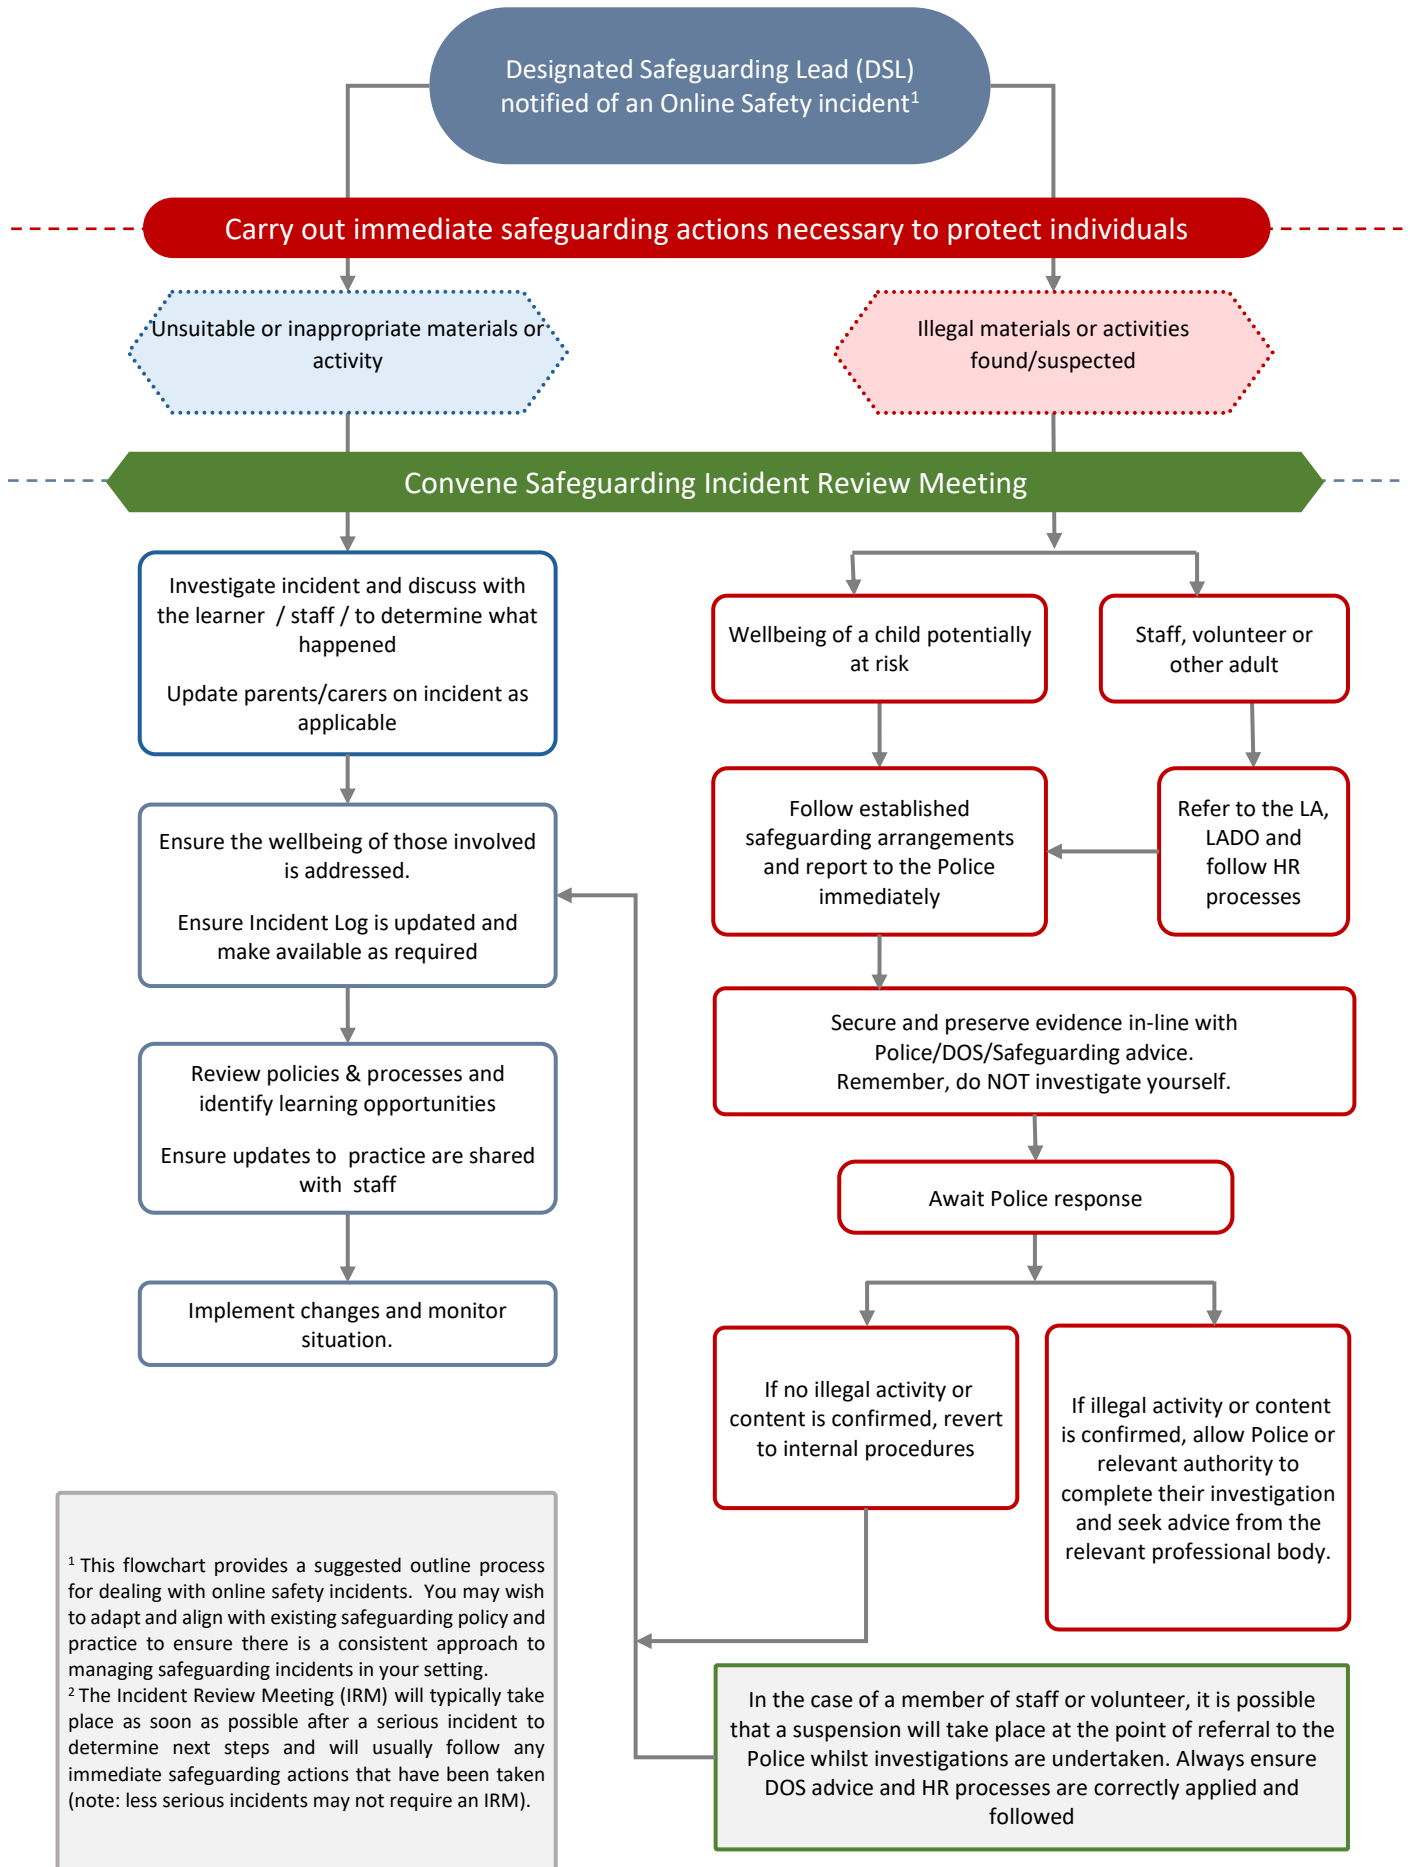 Designated Safeguarding Lead (DSL)
notified of an Online Safety incident1
Carry out immediate safeguarding actions necessary to protect individuals
Unsuitable or inappropriate materials or
activity
Illegal materials or activities
found/suspected
Convene Safeguarding Incident Review Meeting
Investigate incident and discuss with
the learner / staff / to determine what
happened
Update parents/carers on incident as
applicable
Wellbeing of a child potentially
at risk
Staff, volunteer or
other adult
Ensure the wellbeing of those involved
is addressed.
Ensure Incident Log is updated and
make available as required
Follow established
safeguarding arrangements
and report to the Police
immediately
Refer to the LA,
LADO and
follow HR
processes
Secure and preserve evidence in-line with
Police/DOS/Safeguarding advice.
Remember, do NOT investigate yourself.
Review policies & processes and
identify learning opportunities
Ensure updates to practice are shared
with staff
Await Police response
Implement changes and monitor
situation.
If no illegal activity or
content is confirmed, revert
to internal procedures
If illegal activity or content
is confirmed, allow Police or
relevant authority to
complete their investigation
and seek advice from the
relevant professional body.
1 This flowchart provides a suggested outline process
for dealing with online safety incidents. You may wish
to adapt and align with existing safeguarding policy and
practice to ensure there is a consistent approach to
managing safeguarding incidents in your setting.
2 The Incident Review Meeting (IRM) will typically take
place as soon as possible after a serious incident to
determine next steps and will usually follow any
immediate safeguarding actions that have been taken
(note: less serious incidents may not require an IRM).
In the case of a member of staff or volunteer, it is possible
that a suspension will take place at the point of referral to the
Police whilst investigations are undertaken. Always ensure
DOS advice and HR processes are correctly applied and
followed